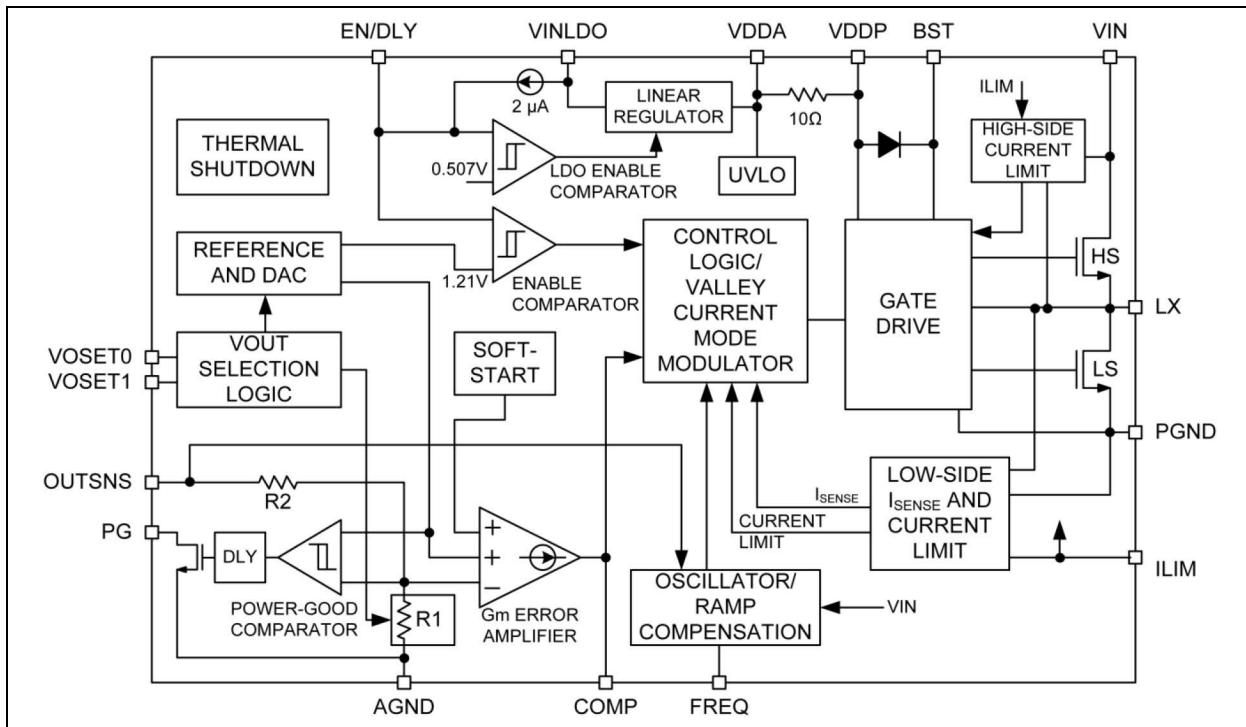 EN/DLY
VINLDO
VDDA
VDDP
BST
VIN
2 µA
LINEAR
REGULATOR
10Ω
ILIM
HIGH-SIDE
CURRENT
LIMIT
THERMAL
SHUTDOWN
0.507V
LDO ENABLE
COMPARATOR
UVLO
REFERENCE
AND DAC
1.21V
ENABLE
COMPARATOR
CONTROL
LOGIC/
VALLEY
CURRENT
MODE
MODULATOR
GATE
DRIVE
HS
LX
LS
PGND
VOSET0
VOSET1
VOUT
SELECTION
LOGIC
SOFT-
START
OUTSNS
R2
PG
DLY
POWER-GOOD
COMPARATOR
R1
+
+
–
Gm ERROR
AMPLIFIER
ISENSE
CURRENT
LIMIT
LOW-SIDE
ISENSE AND
CURRENT
LIMIT
ILIM
OSCILLATOR/
RAMP
COMPENSATION
VIN
AGND
COMP
FREQ